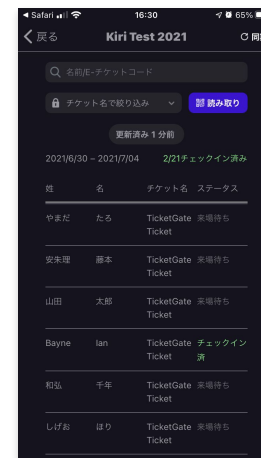 Safari 16:30 65%
戻る Kiri Test 2021 同
名前/E-チケットコード
チケット名で絞り込み 読み取り
更新済み 1 分前
2021/6/30 – 2021/7/04 2/21チェックイン済み
姓 名 チケット名 ステータス
やまだ たろ TicketGate 来場待ち
Ticket
安朱理 藤本 TicketGate 来場待ち
Ticket
山田 太郎 TicketGate 来場待ち
Ticket
Bayne Ian TicketGate チェックイン
Ticket 済
和弘 千年 TicketGate 来場待ち
Ticket
しげお ほり TicketGate 来場待ち
Ticket